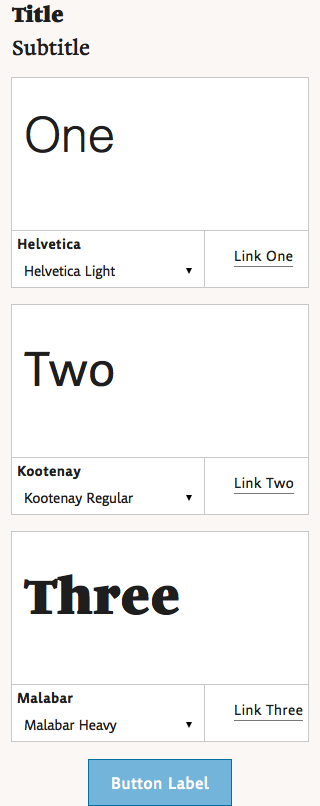 Title
Subtitle
One
Helvetica
Helvetica Light
Link One
Two
Kootenay
Kootenay Regular
Link Two
Three
Malabar
Malabar Heavy
Link Three
Button Label